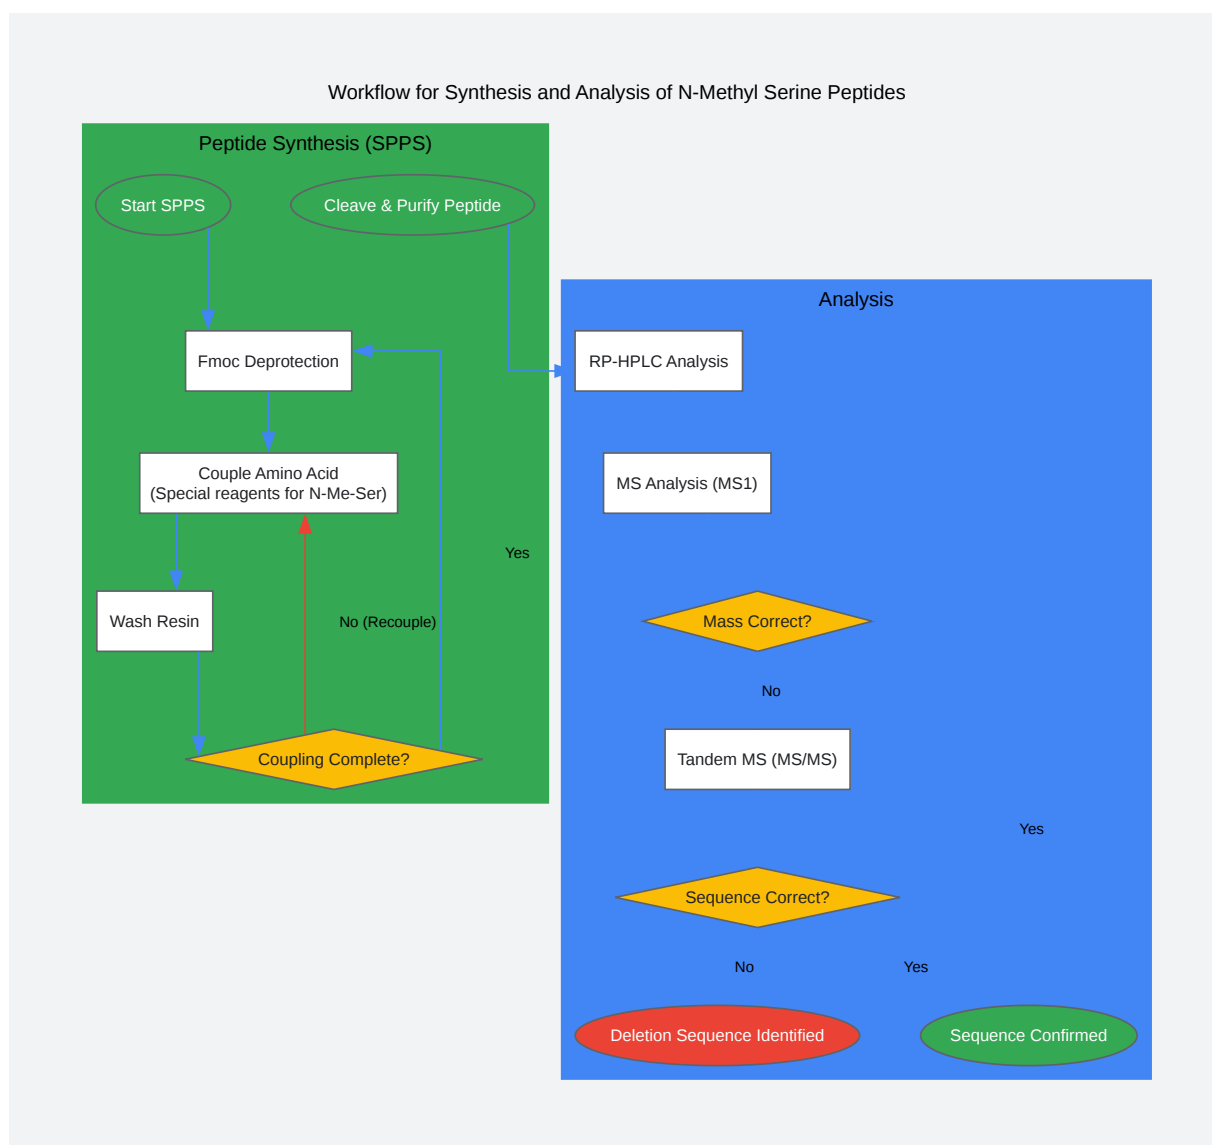 Workflow for Synthesis and Analysis of N-Methyl Serine Peptides
Peptide Synthesis (SPPS)
Start SPPS
Cleave & Purify Peptide
Fmoc Deprotection
Couple Amino Acid
(Special reagents for N-Me-Ser)
Yes
Wash Resin
No (Recouple)
Coupling Complete?
Analysis
RP-HPLC Analysis
MS Analysis (MS1)
Mass Correct?
No
Tandem MS (MS/MS)
Yes
Sequence Correct?
No
Yes
Deletion Sequence Identified
Sequence Confirmed